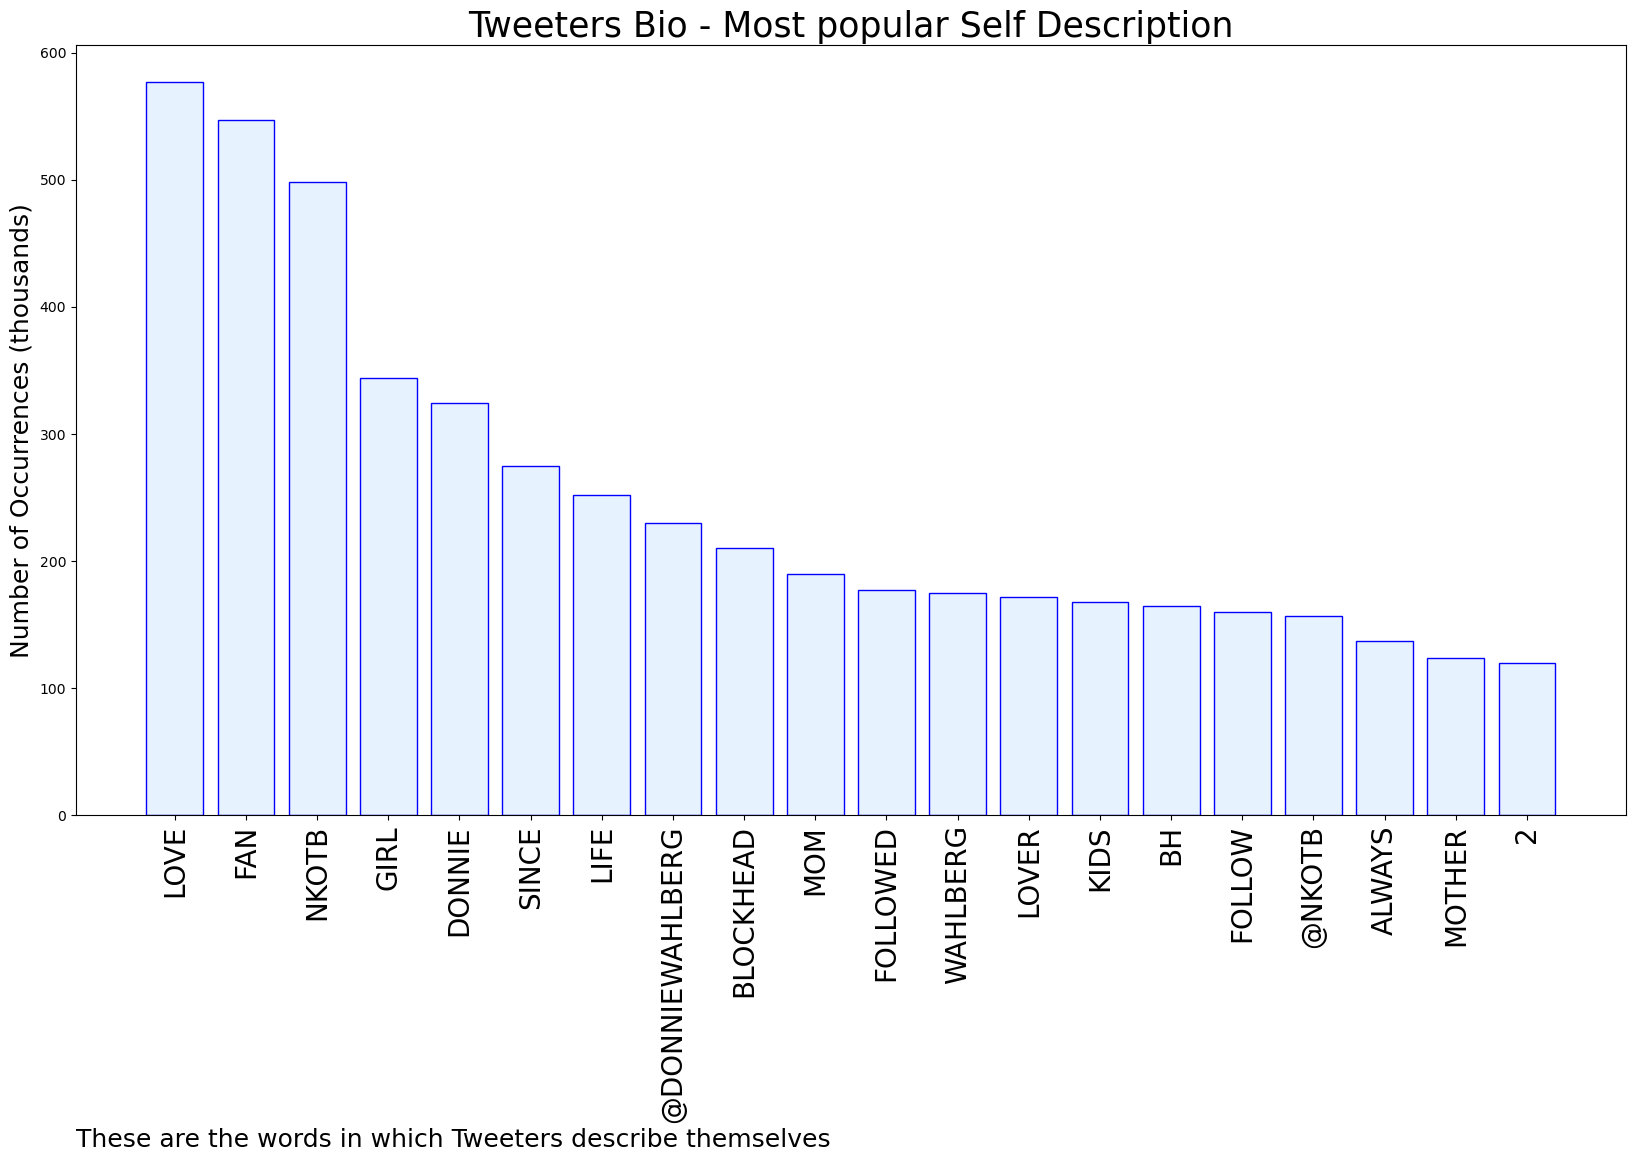 Tweeters Bio - Most popular Self Description
Number of Occurrences (thousands)
600
500
400
300
200
100
0
LOVE
FAN
NKOTB
GIRL
DONNIE
SINCE
LIFE
@DONNIEWAHLBERG
BLOCKHEAD
MOM
FOLLOWED
WAHLBERG
LOVER
KIDS
BH
FOLLOW
@NKOTB
ALWAYS
MOTHER
2
These are the words in which Tweeters describe themselves